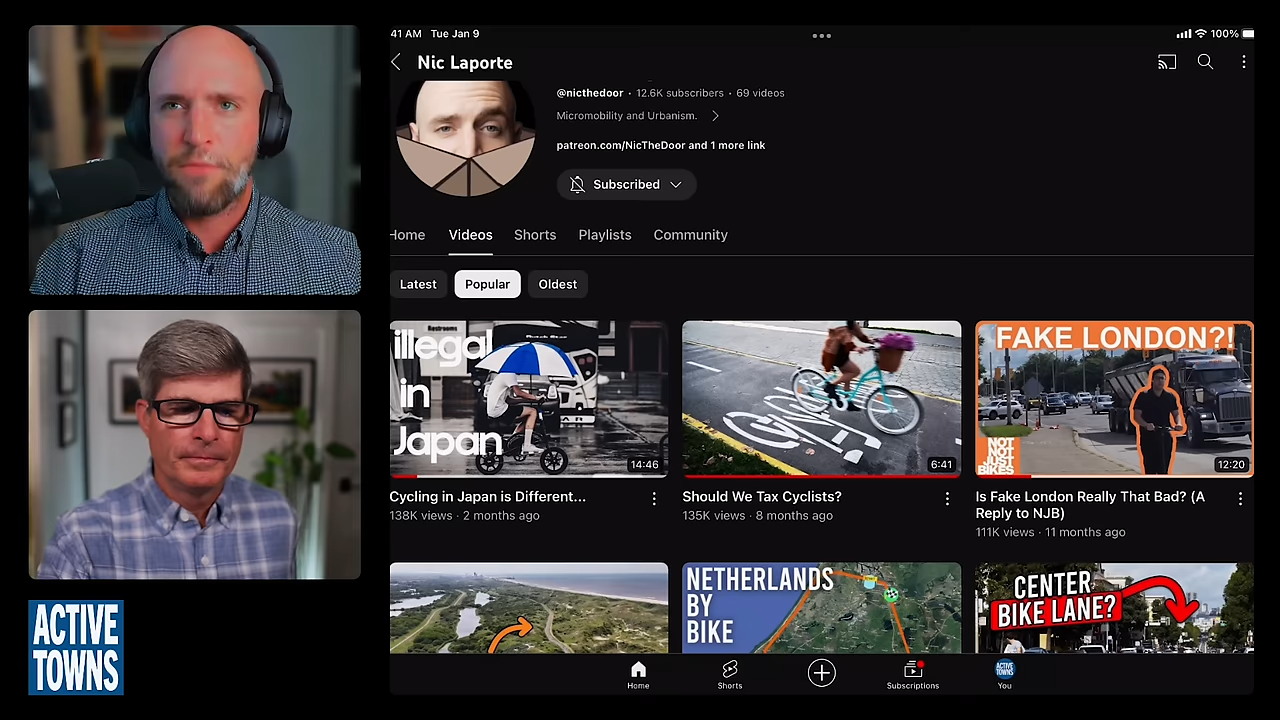 41 AM Tue Jan 9
100%
Nic Laporte
@nicthedoor · 12.6K subscribers · 69 videos
Micromobility and Urbanism.
patreon.com/NicTheDoor and 1 more link
Subscribed
Home Videos Shorts Playlists Community
Latest Popular Oldest
Restrooms
illegal
in
Japan
14:46
6:41
FAKE LONDON?!
NOT
NOT
JUST
BIKES
12:20
Cycling in Japan is Different...
138K views · 2 months ago
Should We Tax Cyclists?
135K views · 8 months ago
Is Fake London Really That Bad? (A
Reply to NJB)
111K views · 11 months ago
NETHERLANDS
BY
BIKE
CENTER
BIKE LANE?
ACTIVE
TOWNS
Home
Shorts
Subscriptions
ACTIVE
TOWNS
You